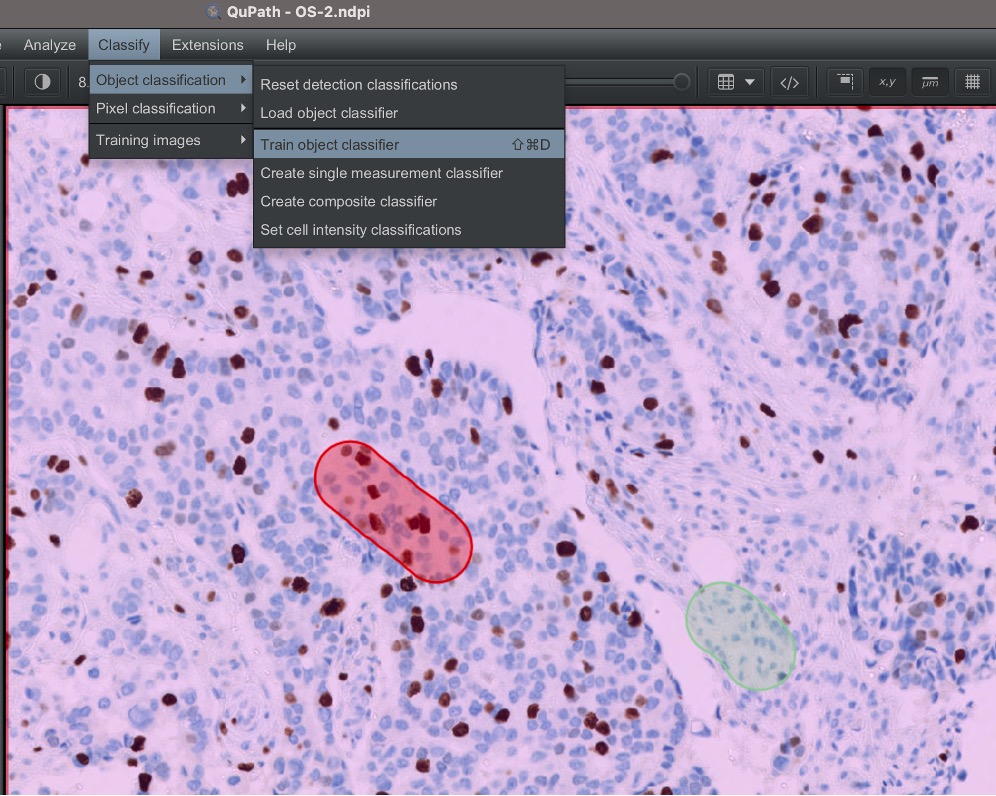 QuPath - OS-2.ndpi
Analyze Classify Extensions Help
8.
x,y
μm
Object classification
Pixel classification
Training images
Reset detection classifications
Load object classifier
Train object classifier ⇧⌘D
Create single measurement classifier
Create composite classifier
Set cell intensity classifications